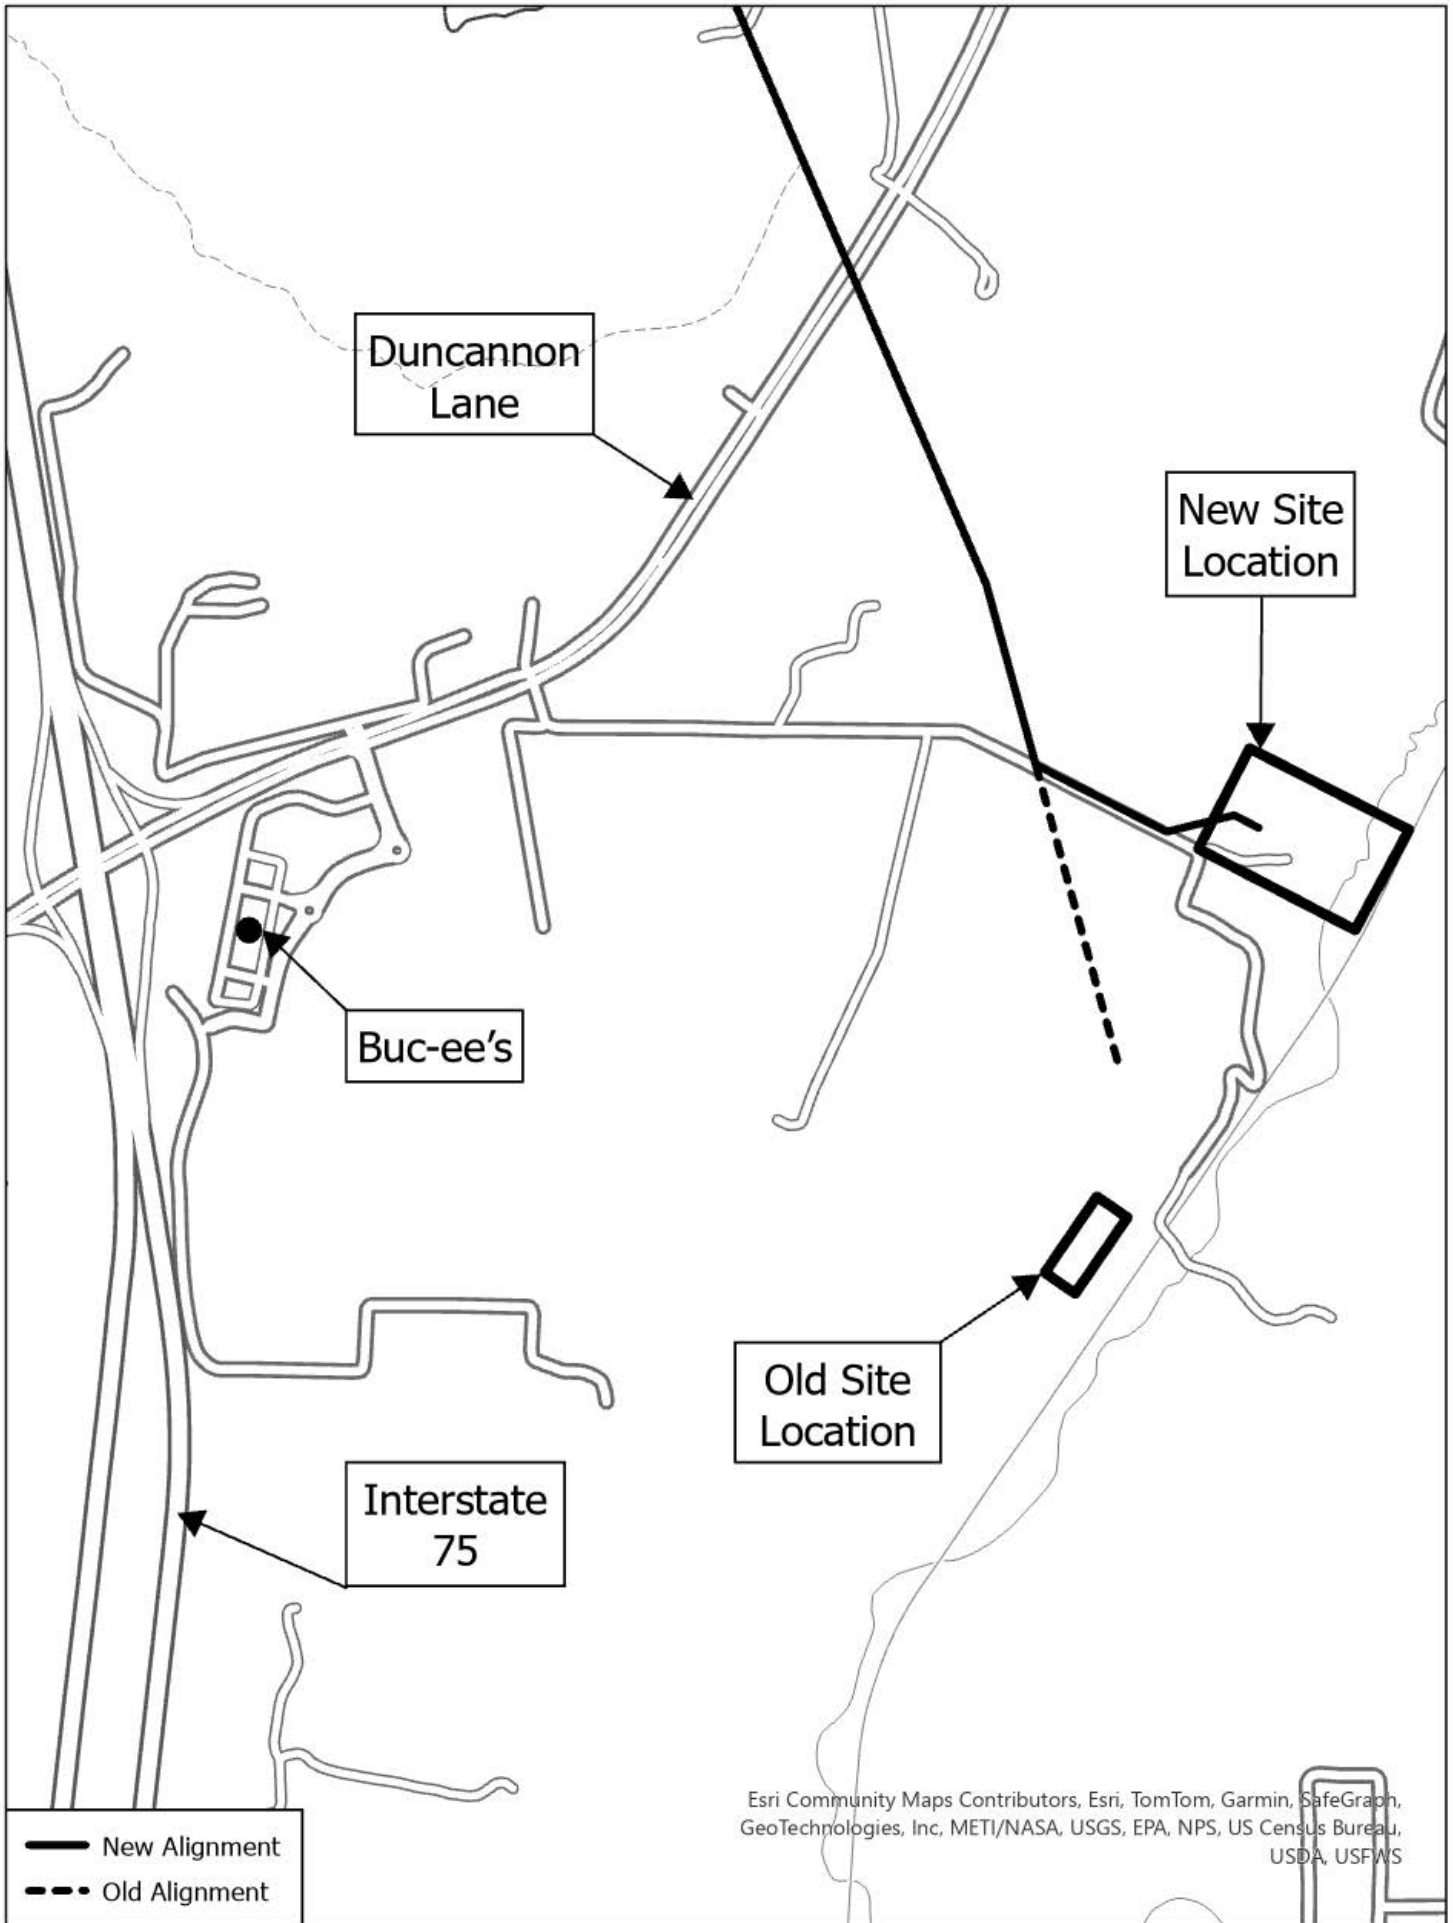 Duncannon
Lane
New Site
Location
Buc-ee’s
Old Site
Location
Interstate
75
Esri Community Maps Contributors, Esri, TomTom, Garmin, SafeGraph,
GeoTechnologies, Inc, METI/NASA, USGS, EPA, NPS, US Census Bureau,
USDA, USFWS
New Alignment
Old Alignment